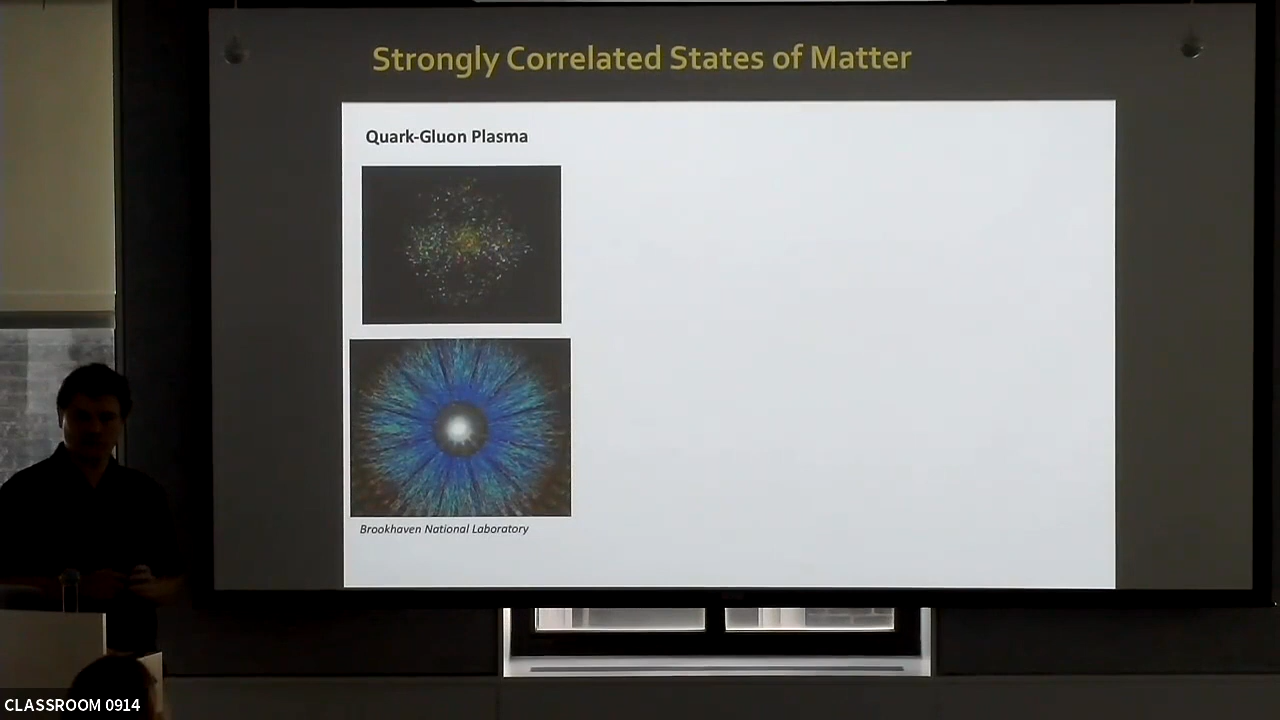 Strongly Correlated States of Matter
Quark-Gluon Plasma
Brookhaven National Laboratory
CLASSROOM 0914